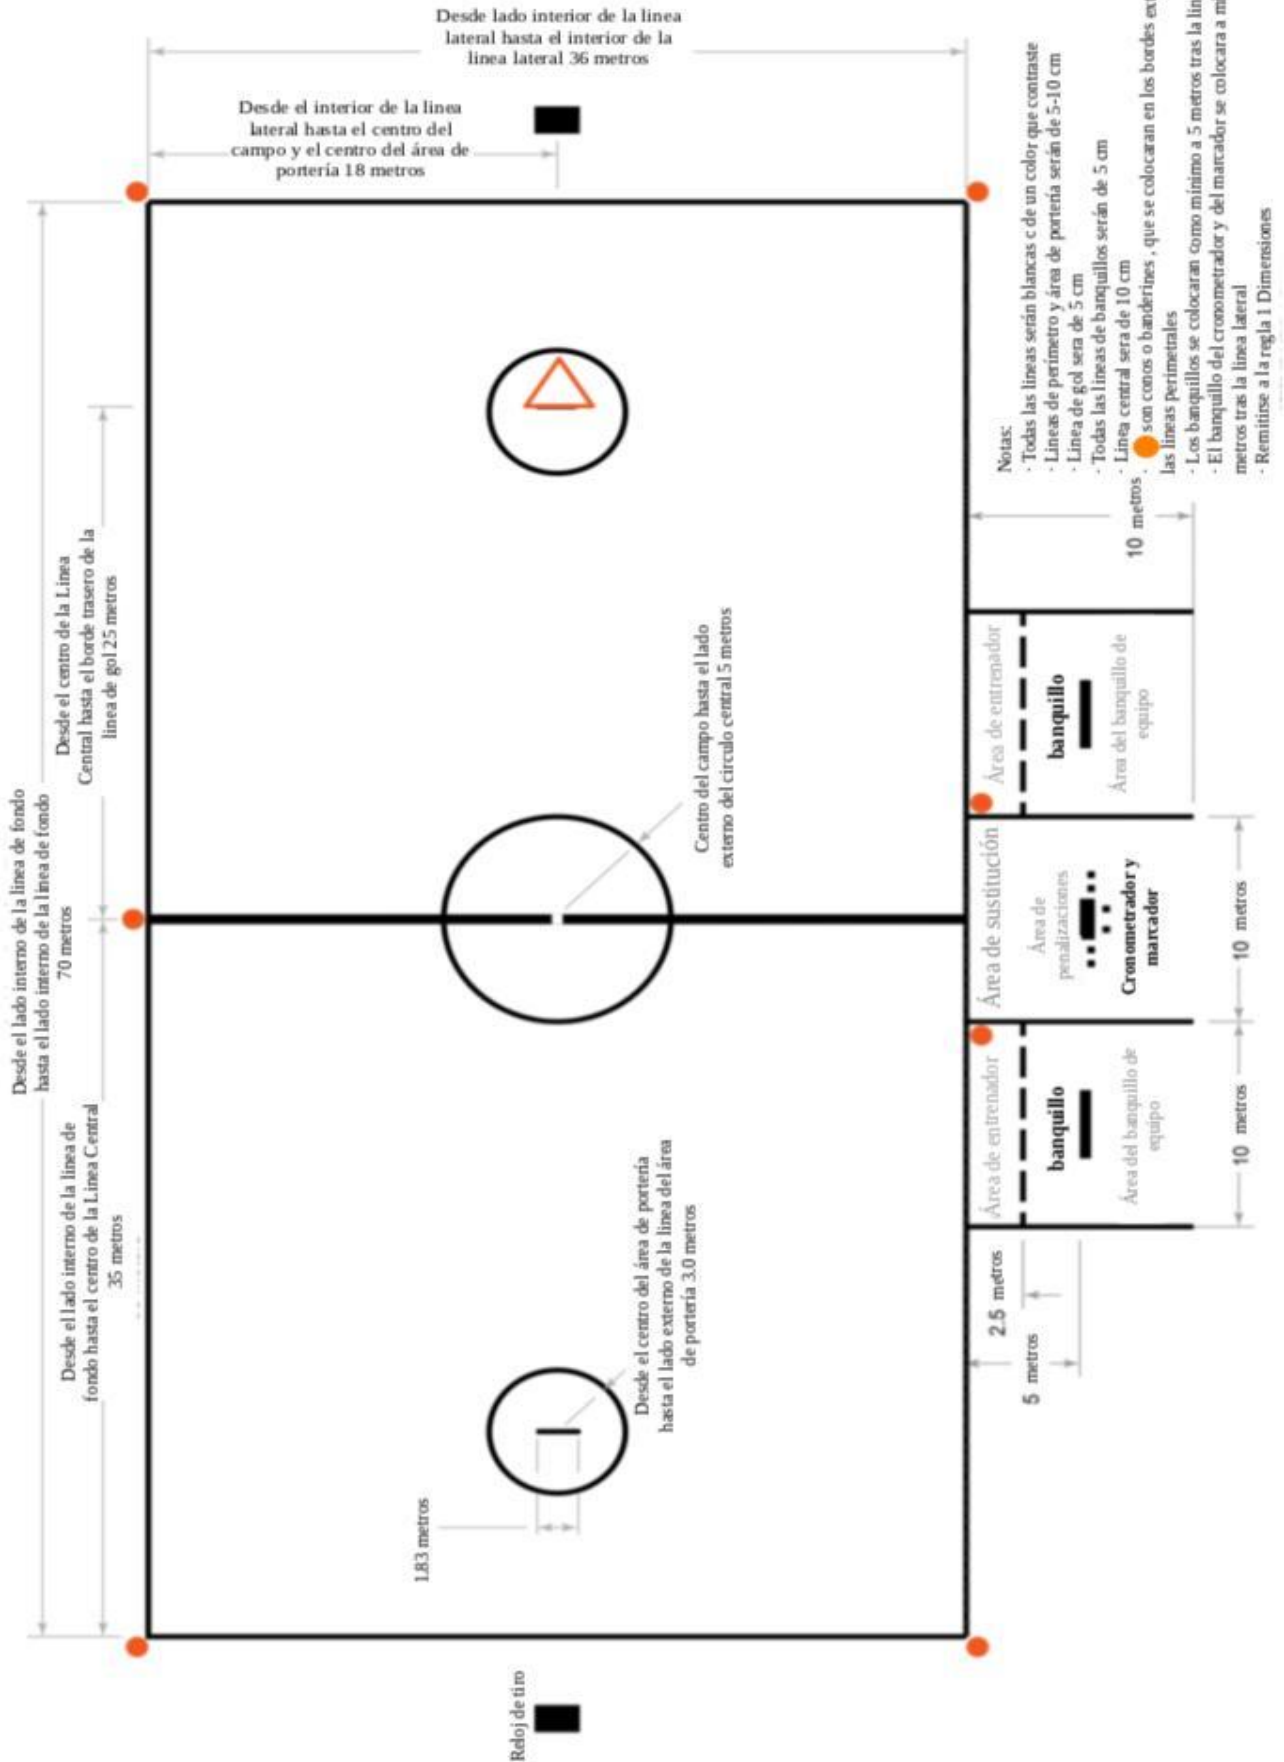 Desde lado interior de la linea
lateral hasta el interior de la
linea lateral 36 metros
Desde el interior de la linea
lateral hasta el centro del
campo y el centro del área de
portería 18 metros
Desde el lado interno de la linea de fondo
hasta el lado interno de la linea de fondo
70 metros
Desde el centro de la Linea
Central hasta el borde trasero de la
linea de gol 25 metros
Desde el lado interno de la linea de
fondo hasta el centro de la Linea Central
35 metros
Centro del campo hasta el lado
externo del circulo central 5 metros
Desde el centro del área de portería
hasta el lado externo de la linea del área
de portería 3.0 metros
1.83 metros
Reloj de tiro
Área de entrenador
banquillo
Área del banquillo de
equipo
Área de sustitución
Área de
penalizaciones
Cronometrador y
marcador
Área de entrenador
banquillo
Área del banquillo de
equipo
10 metros
10 metros
10 metros
2.5 metros
5 metros
Notas:
· Todas las lineas serán blancas c de un color que contraste
· Lineas de perímetro y área de portería serán de 5-10 cm
· Linea de gol sera de 5 cm
· Todas las lineas de banquillos serán de 5 cm
· Linea central sera de 10 cm
· son conos o banderines , que se colocaran en los bordes
las lineas perimetrales
· Los banquillos se colocaran como mínimo a 5 metros tras la
· El banquillo del cronometrador y del marcador se colocara a
metros tras la linea lateral
· Remitirse a la regla 1 Dimensiones